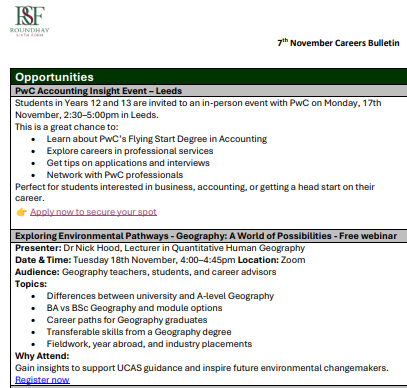 RSF
ROUNDHAY
SIXTH FORM
7th November Careers Bulletin
Opportunities
PwC Accounting Insight Event – Leeds
Students in Years 12 and 13 are invited to an in-person event with PwC on Monday, 17th
November, 2:30–5:00pm in Leeds.
This is a great chance to:
• Learn about PwC's Flying Start Degree in Accounting
• Explore careers in professional services
• Get tips on applications and interviews
• Network with PwC professionals
Perfect for students interested in business, accounting, or getting a head start on their
career.
👉 Apply now to secure your spot
Exploring Environmental Pathways - Geography: A World of Possibilities - Free webinar
Presenter: Dr Nick Hood, Lecturer in Quantitative Human Geography
Date & Time: Tuesday 18th November, 4:00–4:45pm Location: Zoom
Audience: Geography teachers, students, and career advisors
Topics:
• Differences between university and A-level Geography
• BA vs BSc Geography and module options
• Career paths for Geography graduates
• Transferable skills from a Geography degree
• Fieldwork, year abroad, and industry placements
Why Attend:
Gain insights to support UCAS guidance and inspire future environmental changemakers.
Register now